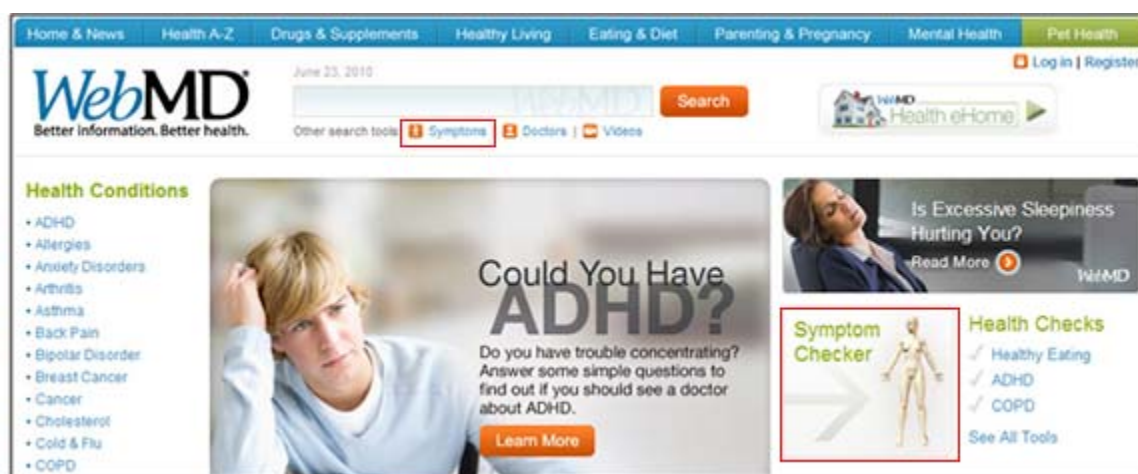 Home & News Health A-Z Drugs & Supplements Healthy Living Eating & Diet Parenting & Pregnancy Mental Health Pet Health
Log in | Register
WebMD
Better information. Better health.
June 23, 2010
WebMD Search
Other search tools: Symptoms Doctors | Videos
WebMD
Health eHome
Health Conditions
• ADHD
• Allergies
• Anxiety Disorders
• Arthritis
• Asthma
• Back Pain
• Bipolar Disorder
• Breast Cancer
• Cancer
• Cholesterol
• Cold & Flu
• COPD
Could You Have
ADHD?
Do you have trouble concentrating?
Answer some simple questions to
find out if you should see a doctor
about ADHD.
Learn More
Is Excessive Sleepiness
Hurting You?
Read More
WebMD
Symptom
Checker
Health Checks
Healthy Eating
ADHD
COPD
See All Tools